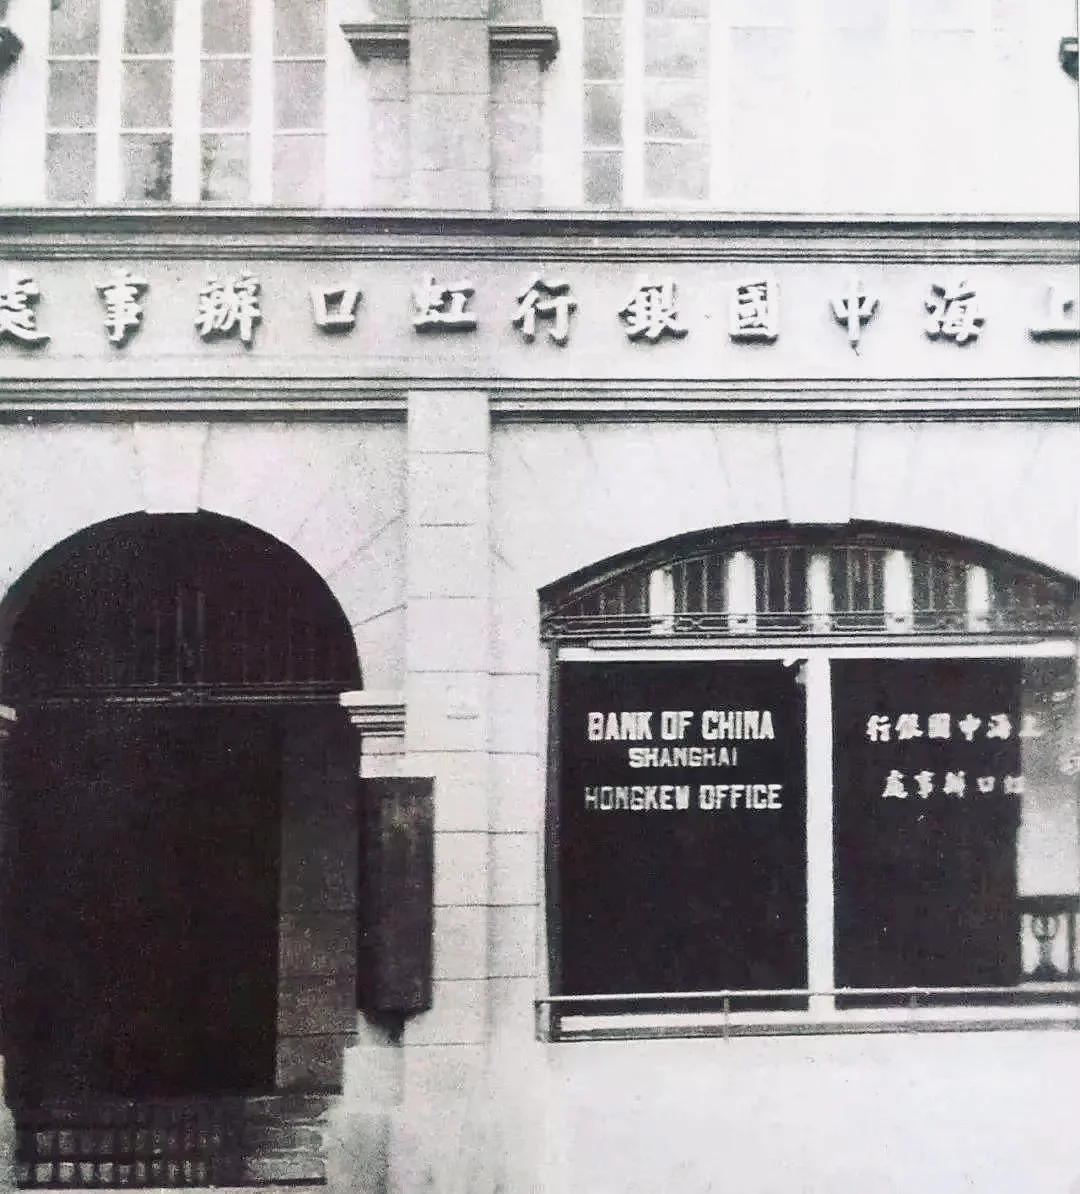 上海中國銀行虹口辦事處
BANK OF CHINA
SHANGHAI
HONGKEW OFFICE
上海中國銀行
虹口辦事處